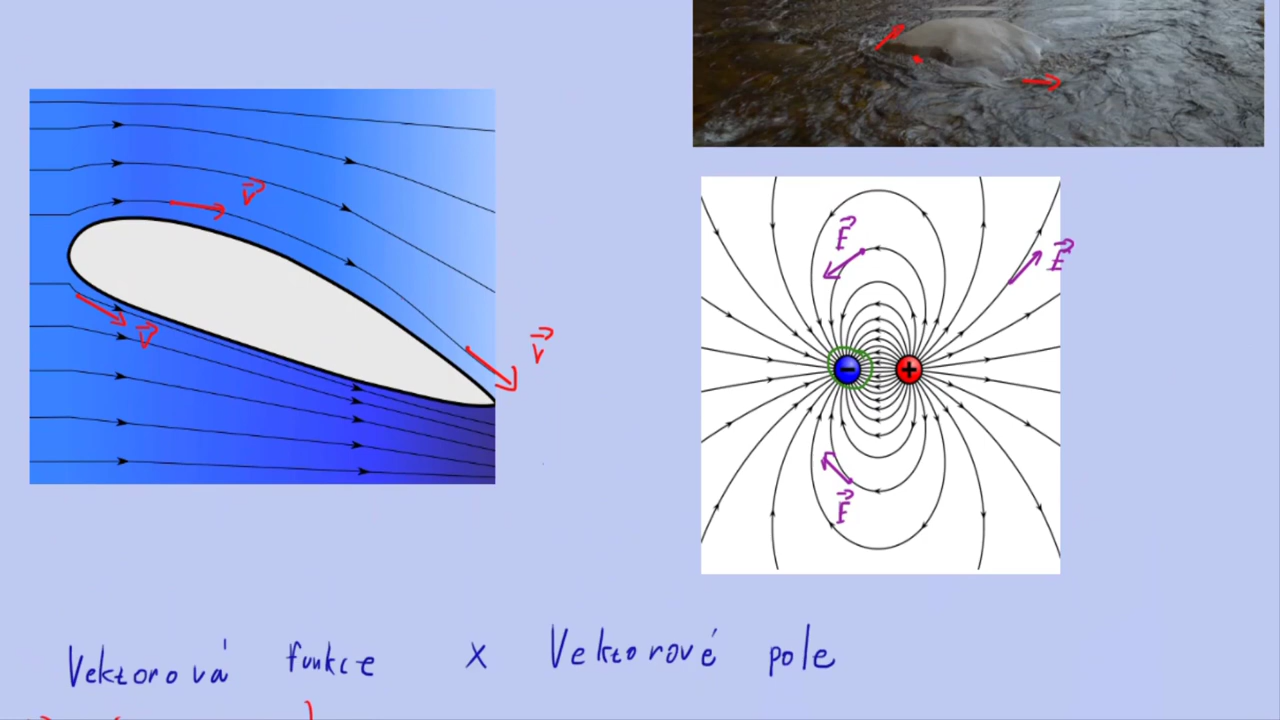 v⃗
v⃗
v⃗
F⃗
F⃗
F⃗
− +
Vektorová funkce x Vektorové pole